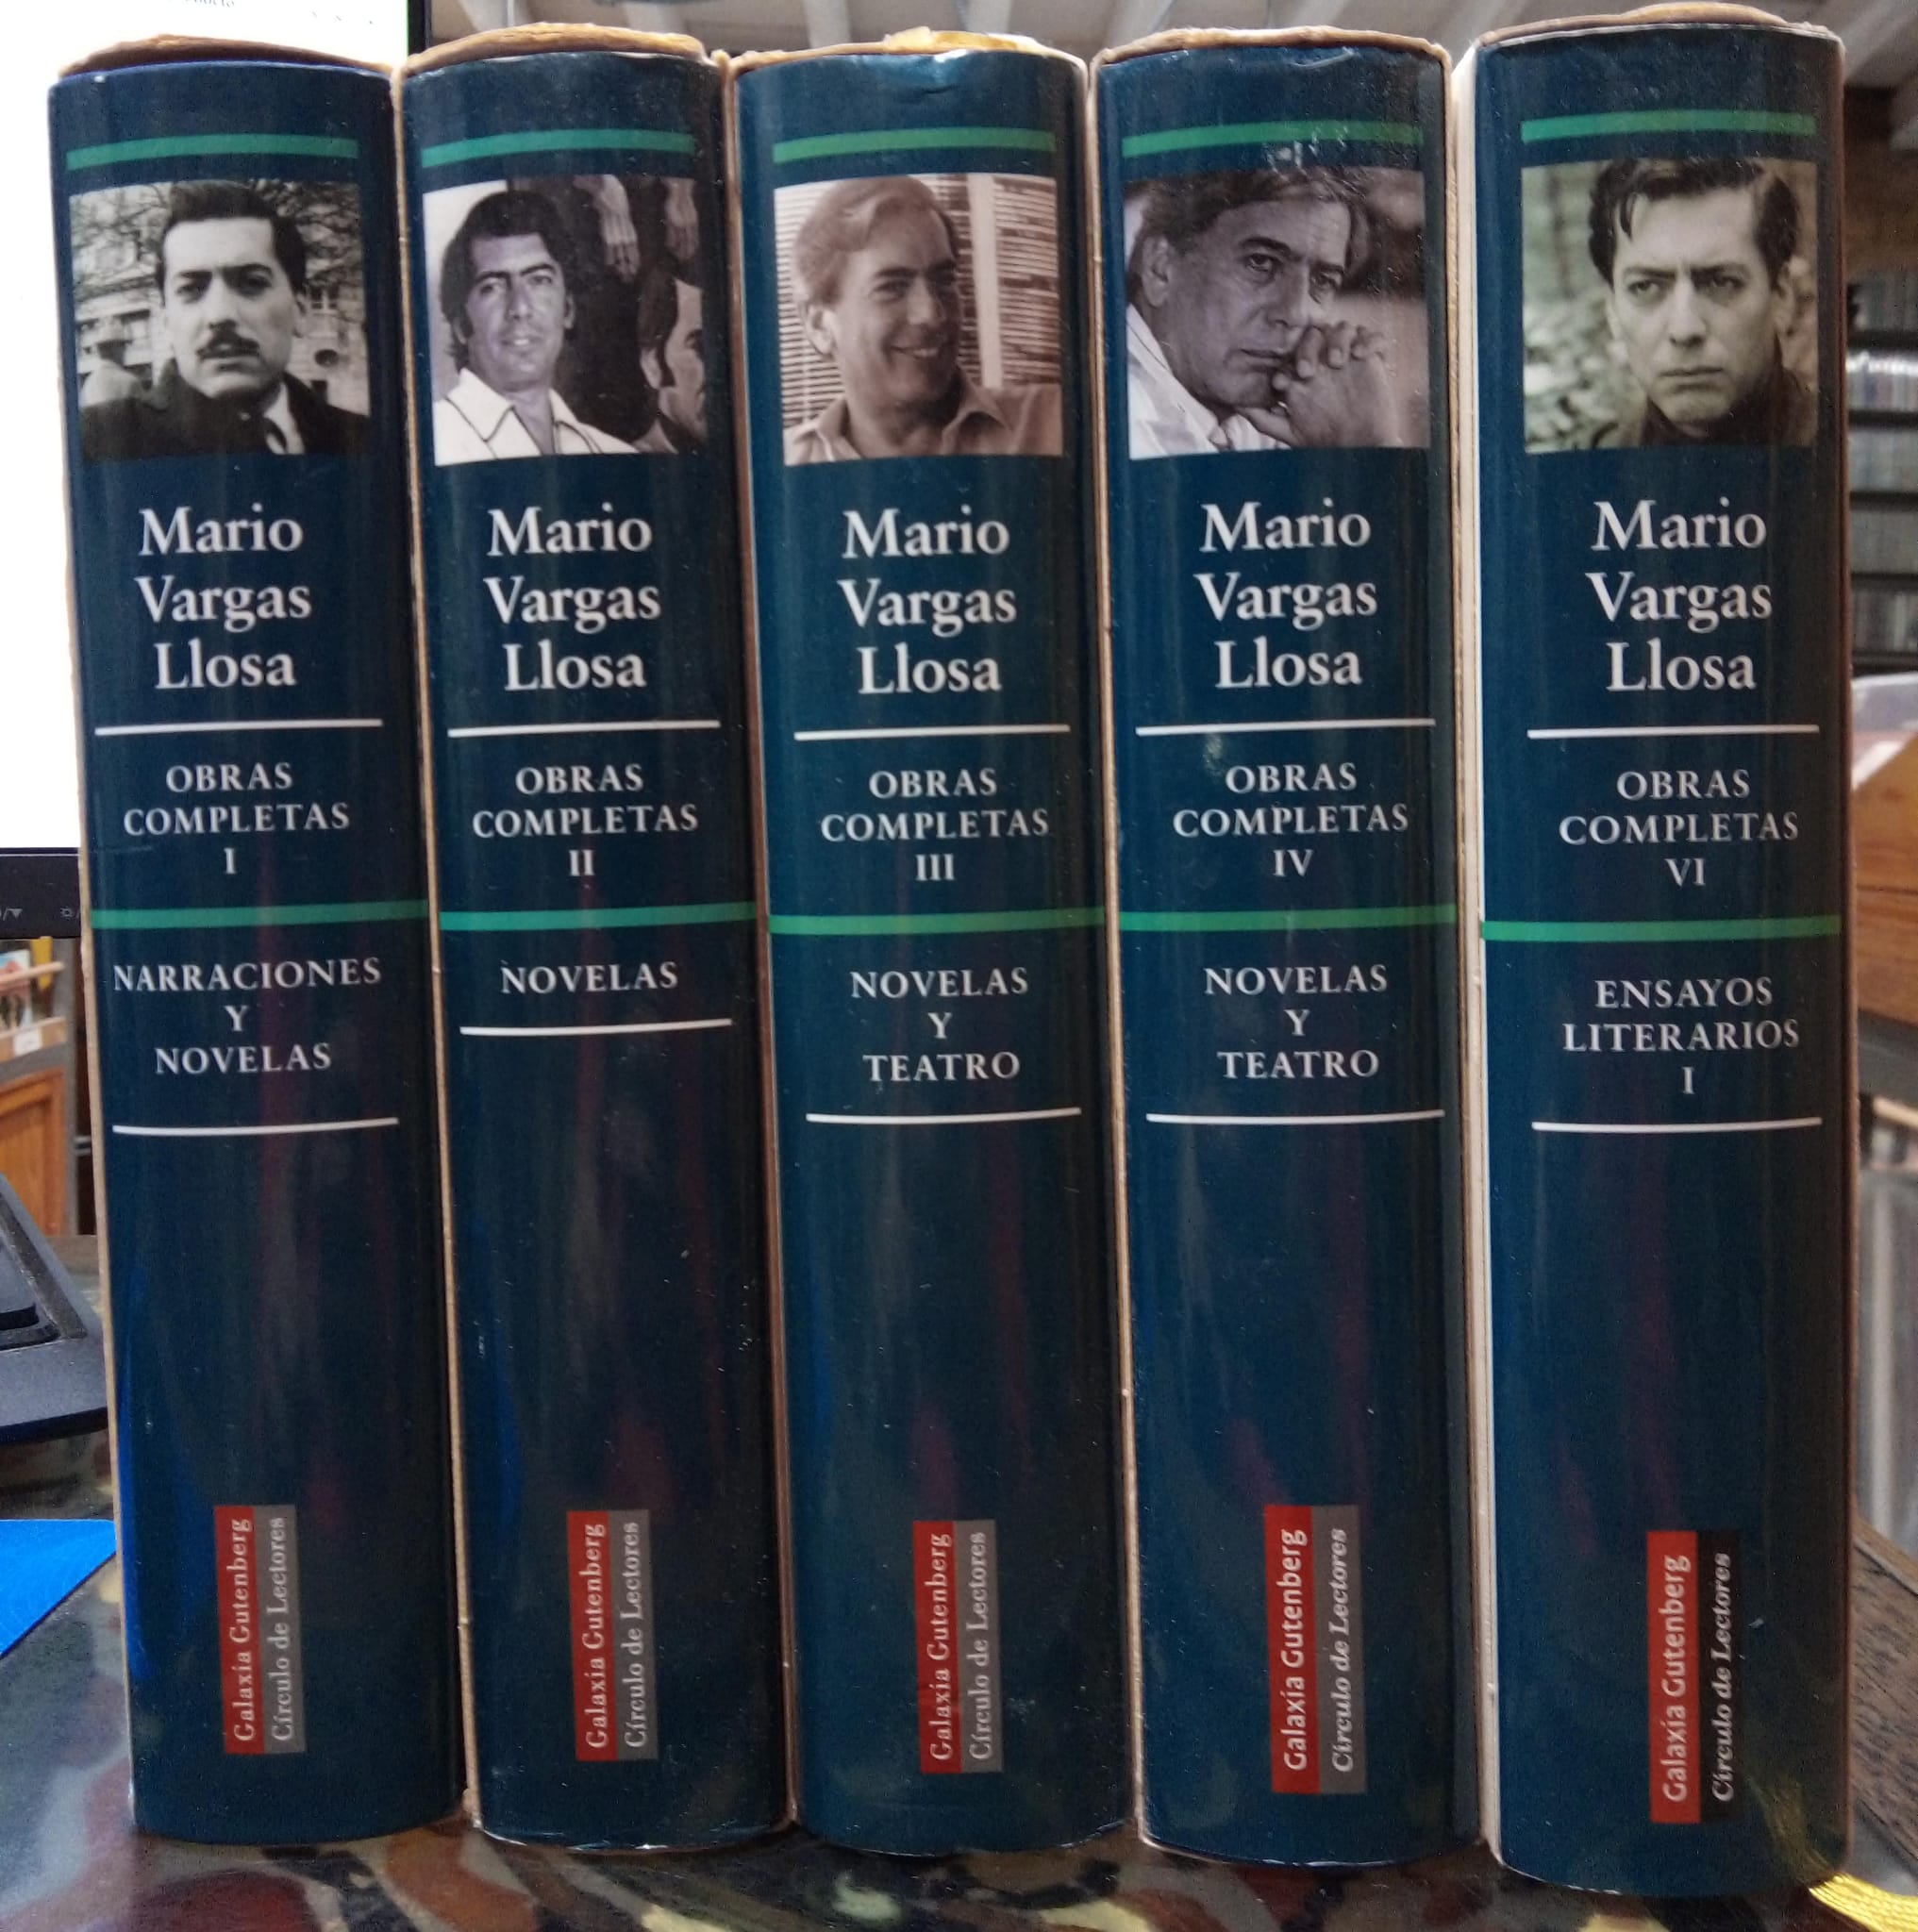 Mario
Vargas
Llosa
OBRAS
COMPLETAS
I
NARRACIONES
Y
NOVELAS
Galaxia Gutenberg
Círculo de Lectores
Mario
Vargas
Llosa
OBRAS
COMPLETAS
II
NOVELAS
Galaxia Gutenberg
Círculo de Lectores
Mario
Vargas
Llosa
OBRAS
COMPLETAS
III
NOVELAS
Y
TEATRO
Galaxia Gutenberg
Círculo de Lectores
Mario
Vargas
Llosa
OBRAS
COMPLETAS
IV
NOVELAS
Y
TEATRO
Galaxia Gutenberg
Círculo de Lectores
Mario
Vargas
Llosa
OBRAS
COMPLETAS
VI
ENSAYOS
LITERARIOS
I
Galaxia Gutenberg
Círculo de Lectores